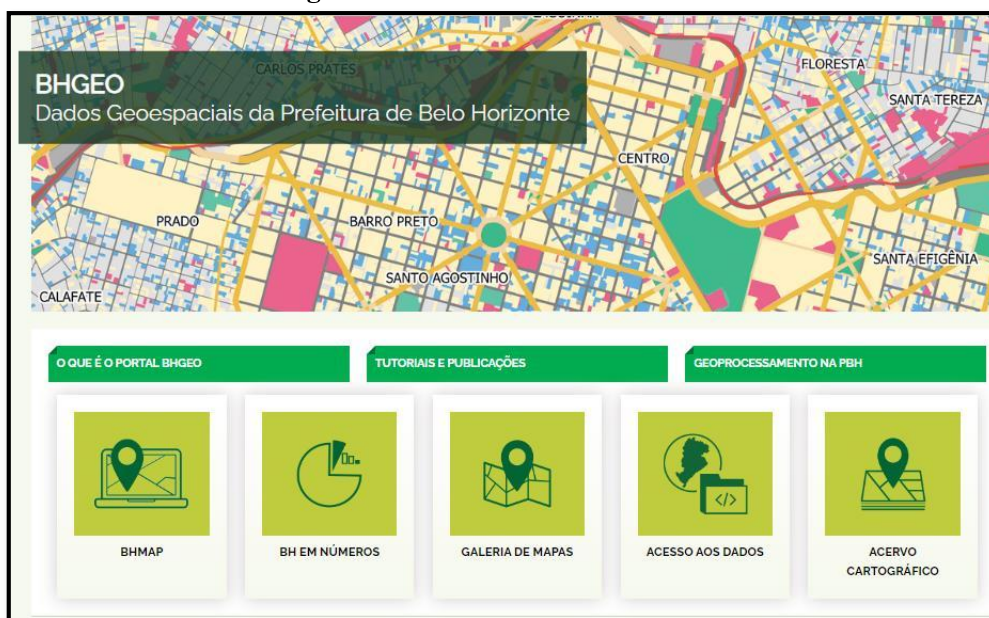 CARLOS PRATES
FLORESTA
BHGEO
Dados Geoespaciais da Prefeitura de Belo Horizonte
SANTA TEREZA
CENTRO
PRADO
BARRO PRETO
SANTA EFIGÊNIA
SANTO AGOSTINHO
CALAFATE
O QUE É O PORTAL BHGEO
TUTORIAIS E PUBLICAÇÕES
GEOPROCESSAMENTO NA PBH
</>
BHMAP
BH EM NÚMEROS
GALERIA DE MAPAS
ACESSO AOS DADOS
ACERVO
CARTOGRÁFICO